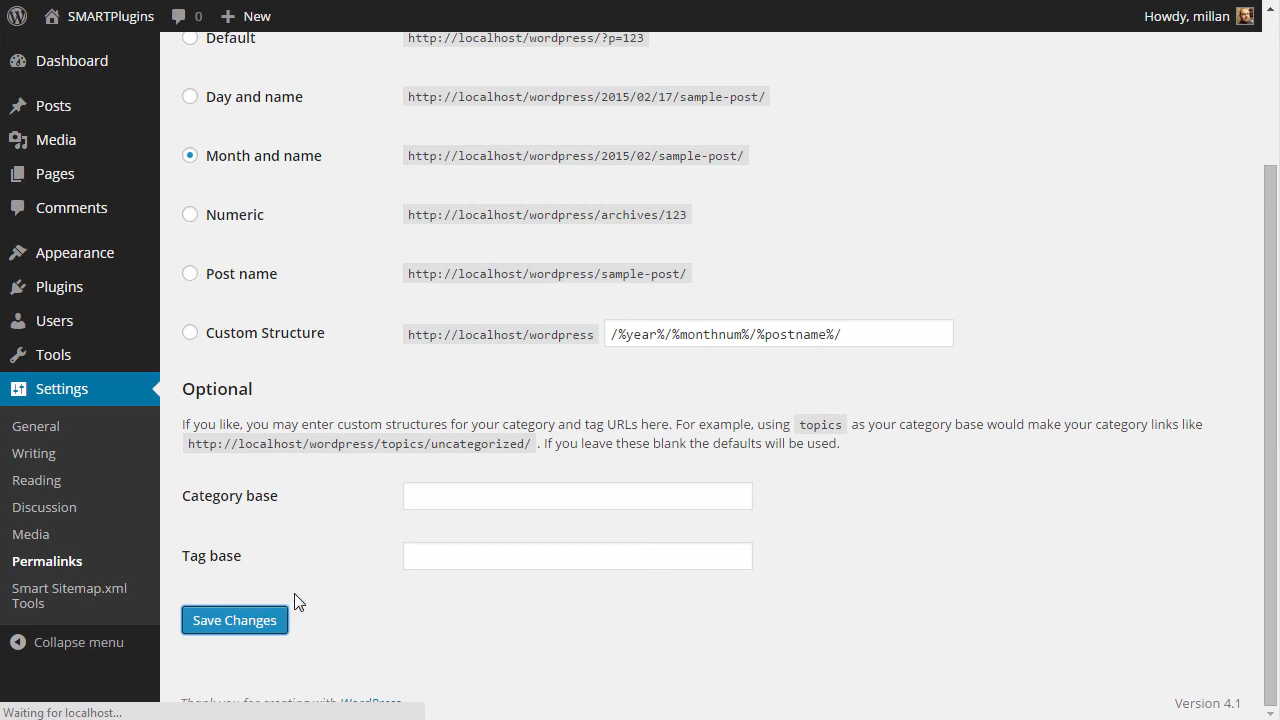 SMARTPlugins 0 New Howdy, millan
Dashboard
Posts
Media
Pages
Comments
Appearance
Plugins
Users
Tools
Settings
General
Writing
Reading
Discussion
Media
Permalinks
Smart Sitemap.xml
Tools
Collapse menu
Default http://localhost/wordpress/?p=123
Day and name http://localhost/wordpress/2015/02/17/sample-post/
Month and name http://localhost/wordpress/2015/02/sample-post/
Numeric http://localhost/wordpress/archives/123
Post name http://localhost/wordpress/sample-post/
Custom Structure http://localhost/wordpress /%year%/%monthnum%/%postname%/
Optional
If you like, you may enter custom structures for your category and tag URLs here. For example, using topics as your category base would make your category links like
http://localhost/wordpress/topics/uncategorized/ . If you leave these blank the defaults will be used.
Category base
Tag base
Save Changes
Thank you for creating with WordPress. Version 4.1
Waiting for localhost...